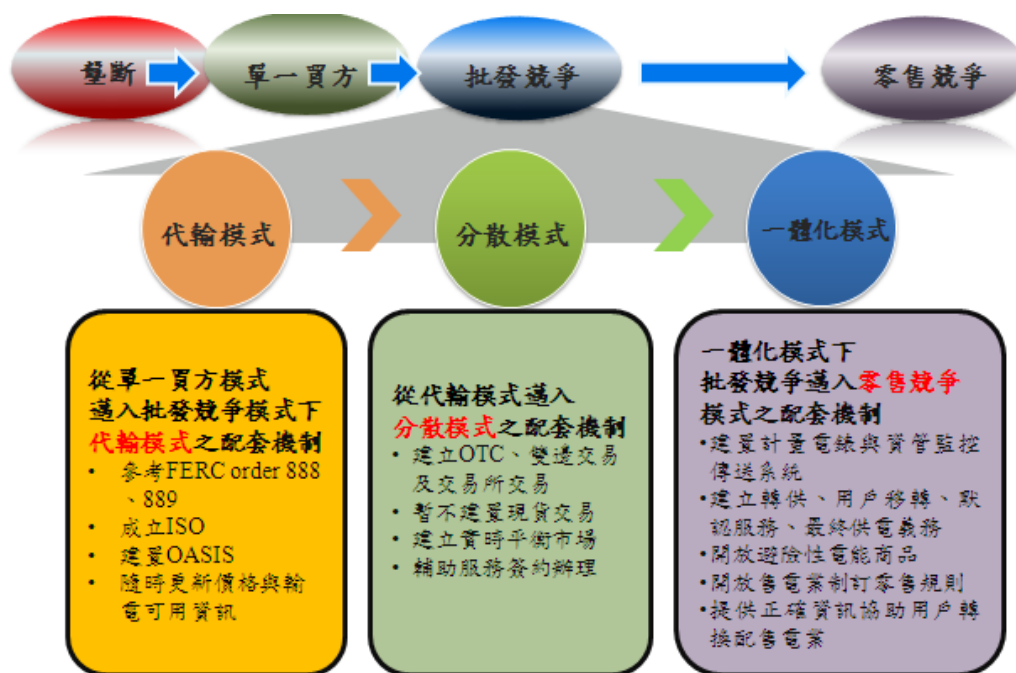 壟斷
單一買方
批發競爭
零售競爭
代輸模式
分散模式
一體化模式
從單一買方模式
邁入批發競爭模式下
代輸模式之配套機制
• 參考FERC order 888
、889
• 成立ISO
• 建置OASIS
• 隨時更新價格與輸
電可用資訊
從代輸模式邁入
分散模式之配套機制
• 建立OTC、雙邊交易
及交易所交易
• 暫不建置現貨交易
• 建立實時平衡市場
• 輔助服務簽約辦理
一體化模式下
批發競爭邁入零售競爭
模式之配套機制
•建置計量電錶與資管監控
傳送系統
•建立轉供、用戶移轉、默
認服務、最終供電義務
•開放避險性電能商品
•開放售電業制訂零售規則
•提供正確資訊協助用戶轉
換配售電業